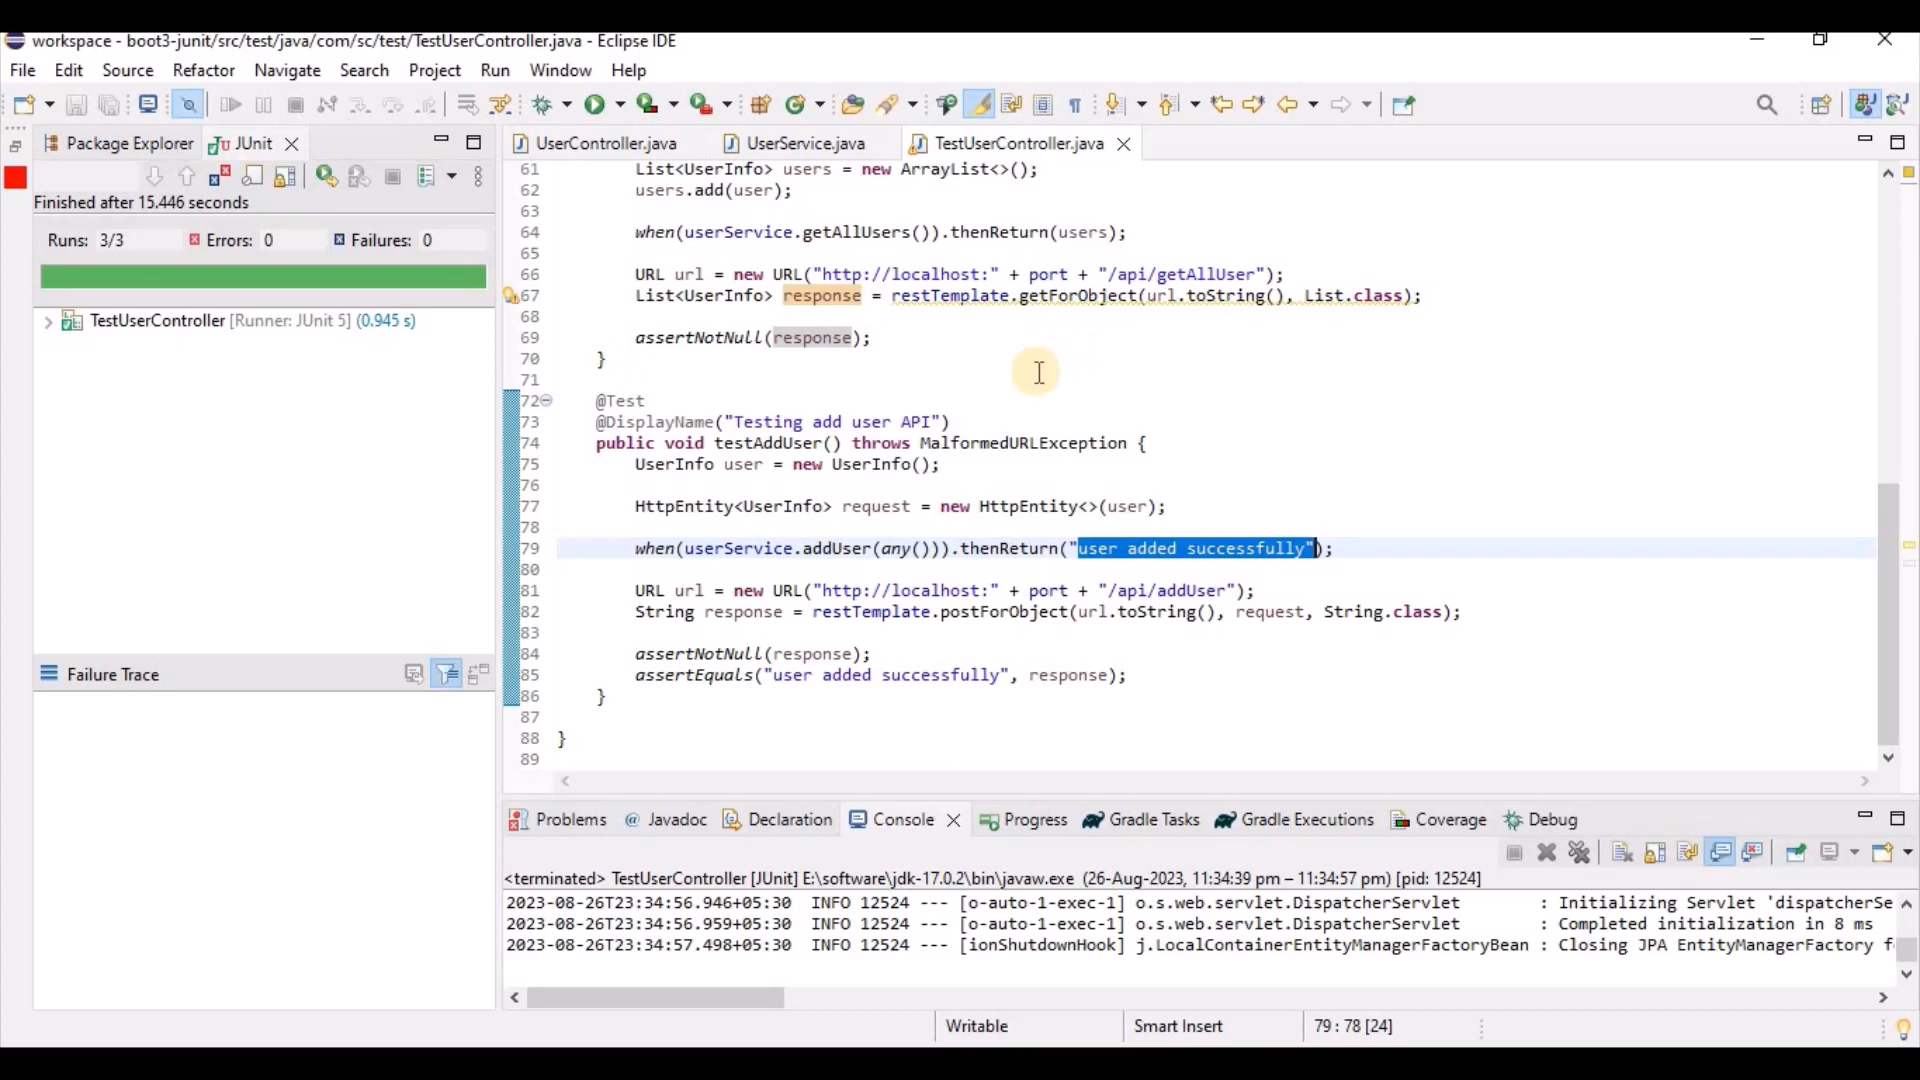 workspace - boot3-junit/src/test/java/com/sc/test/TestUserController.java - Eclipse IDE
File Edit Source Refactor Navigate Search Project Run Window Help
Package Explorer JUnit
Finished after 15.446 seconds
Runs: 3/3 Errors: 0 Failures: 0
TestUserController [Runner: JUnit 5] (0.945 s)
Failure Trace
UserController.java UserService.java TestUserController.java
61 List<UserInfo> users = new ArrayList<>();
62 users.add(user);
63
64 when(userService.getAllUsers()).thenReturn(users);
65
66 URL url = new URL("http://localhost:" + port + "/api/getAllUser");
67 List<UserInfo> response = restTemplate.getForObject(url.toString(), List.class);
68
69 assertNotNull(response);
70 }
71
72 @Test
73 @DisplayName("Testing add user API")
74 public void testAddUser() throws MalformedURLException {
75 UserInfo user = new UserInfo();
76
77 HttpEntity<UserInfo> request = new HttpEntity<>(user);
78
79 when(userService.addUser(any())).thenReturn("user added successfully");
80
81 URL url = new URL("http://localhost:" + port + "/api/addUser");
82 String response = restTemplate.postForObject(url.toString(), request, String.class);
83
84 assertNotNull(response);
85 assertEquals("user added successfully", response);
86 }
87
88 }
89
Problems @ Javadoc Declaration Console Progress Gradle Tasks Gradle Executions Coverage Debug
<terminated> TestUserController [JUnit] E:\software\jdk-17.0.2\bin\javaw.exe (26-Aug-2023, 11:34:39 pm – 11:34:57 pm) [pid: 12524]
2023-08-26T23:34:56.946+05:30 INFO 12524 --- [o-auto-1-exec-1] o.s.web.servlet.DispatcherServlet : Initializing Servlet 'dispatcherSe
2023-08-26T23:34:56.959+05:30 INFO 12524 --- [o-auto-1-exec-1] o.s.web.servlet.DispatcherServlet : Completed initialization in 8 ms
2023-08-26T23:34:57.498+05:30 INFO 12524 --- [ionShutdownHook] j.LocalContainerEntityManagerFactoryBean : Closing JPA EntityManagerFactory f
Writable Smart Insert 79 : 78 [24]